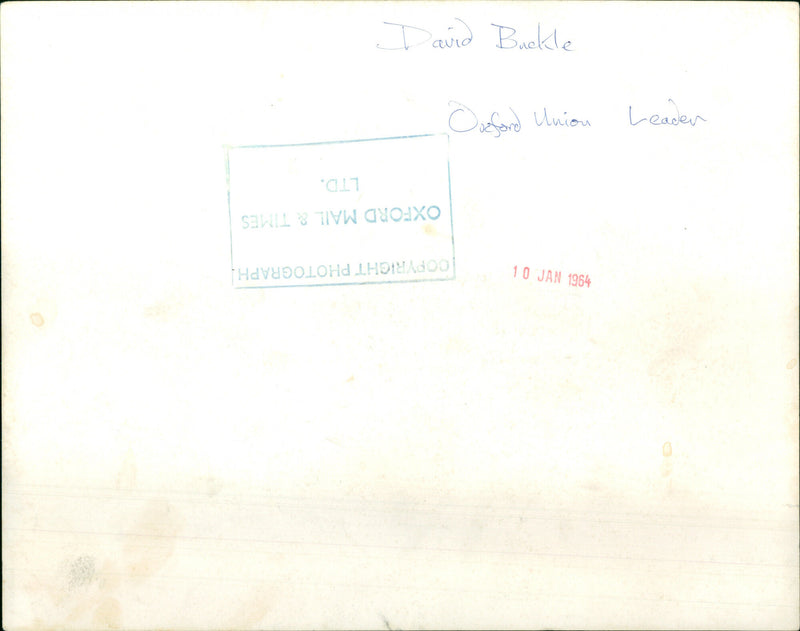 David Buckle
Oxford Union Leader
COPYRIGHT PHOTOGRAPH
OXFORD MAIL & TIMES
LTD.
10 JAN 1964